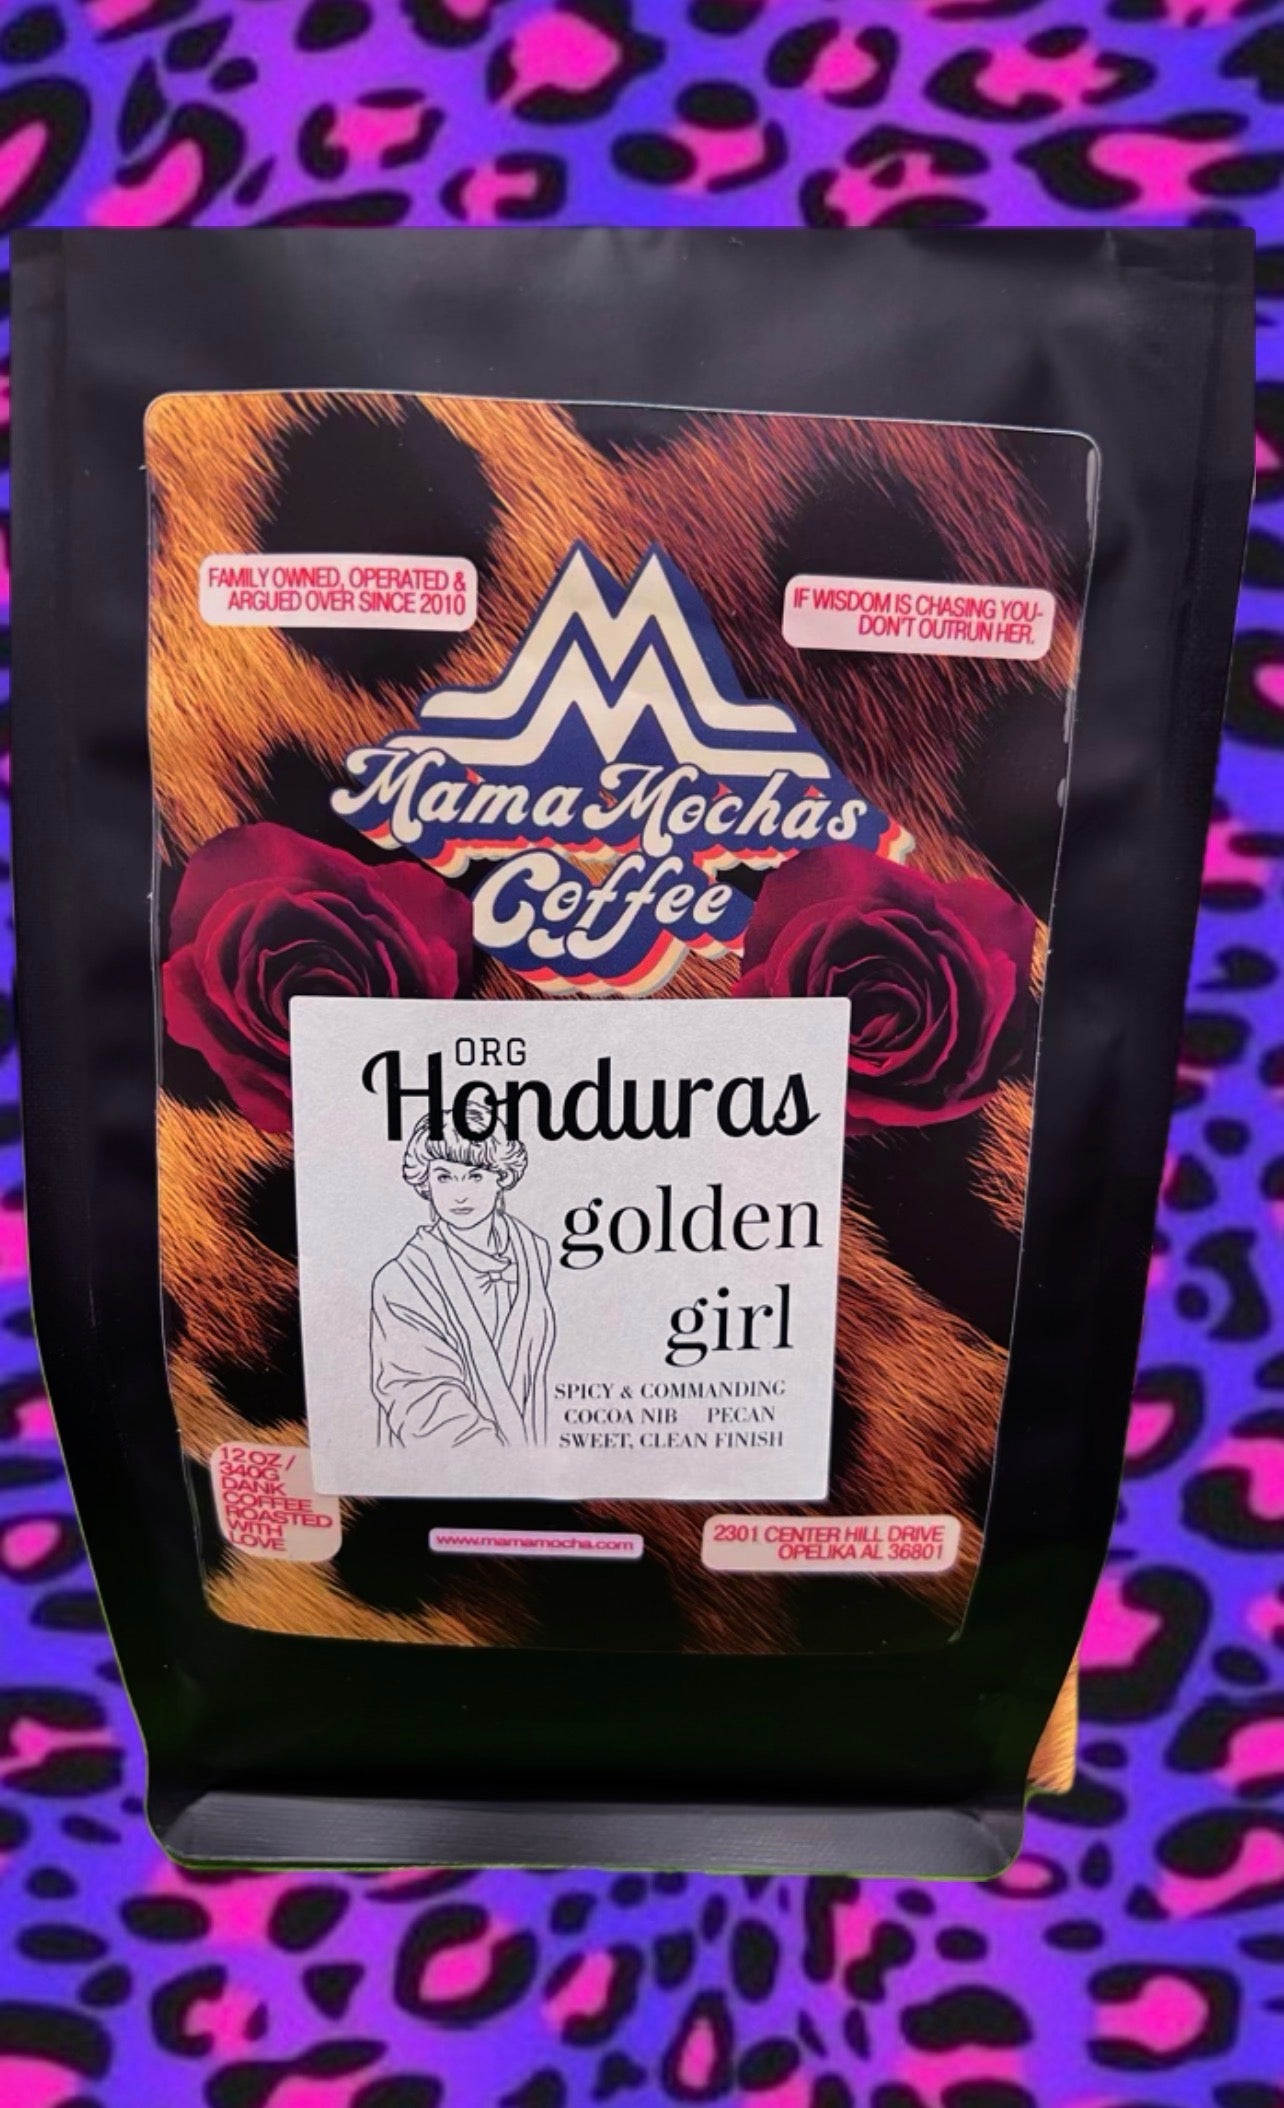 FAMILY OWNED, OPERATED &
ARGUED OVER SINCE 2010
IF WISDOM IS CHASING YOU-
DON'T OUTRUN HER.
Mama Mochas
Coffee
ORG
Honduras
golden
girl
SPICY & COMMANDING
COCOA NIB PECAN
SWEET, CLEAN FINISH
12 OZ /
340G
DANK
COFFEE
ROASTED
WITH
LOVE
www.mamamocha.com
2301 CENTER HILL DRIVE
OPELIKA AL 36801